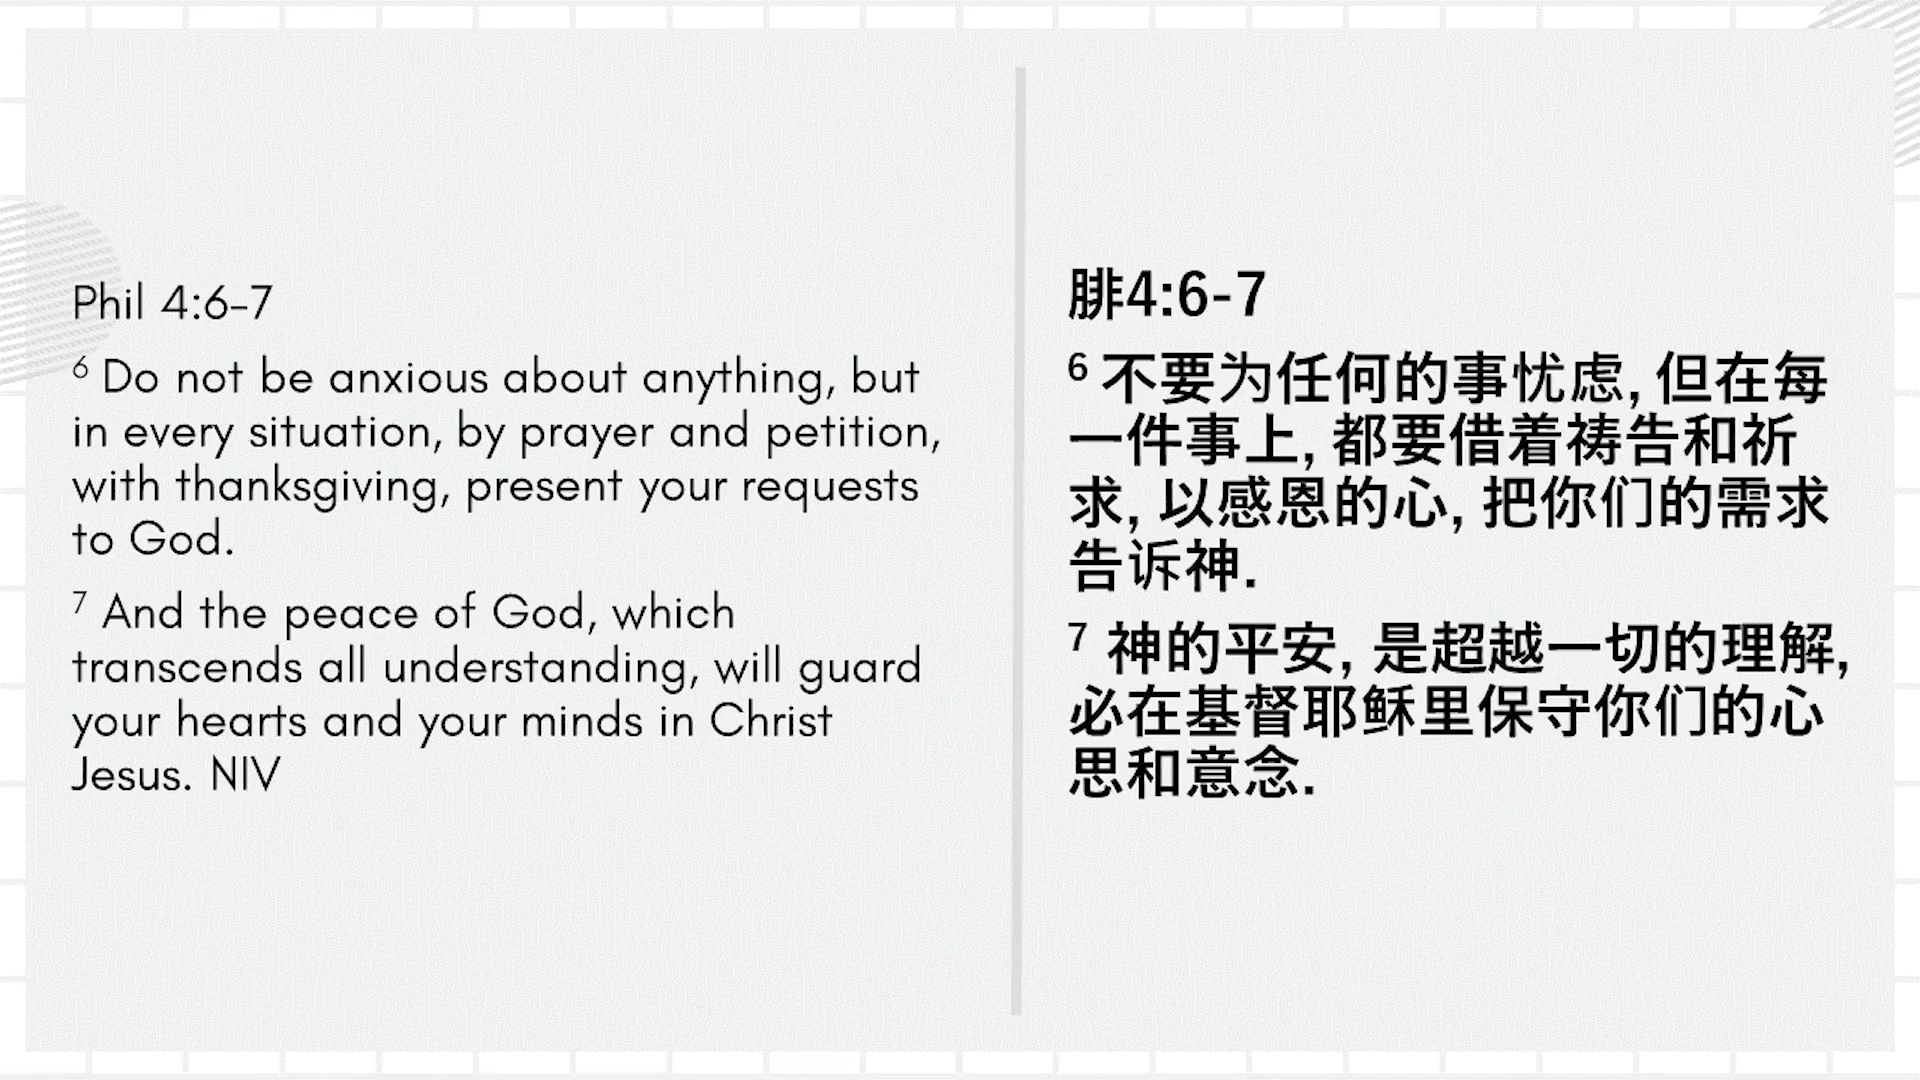 Phil 4:6-7
⁶ Do not be anxious about anything, but
in every situation, by prayer and petition,
with thanksgiving, present your requests
to God.
⁷ And the peace of God, which
transcends all understanding, will guard
your hearts and your minds in Christ
Jesus. NIV
腓4:6-7
⁶ 不要为任何的事忧虑, 但在每
一件事上, 都要借着祷告和祈
求, 以感恩的心, 把你们的需求
告诉神.
⁷ 神的平安, 是超越一切的理解,
必在基督耶稣里保守你们的心
思和意念.